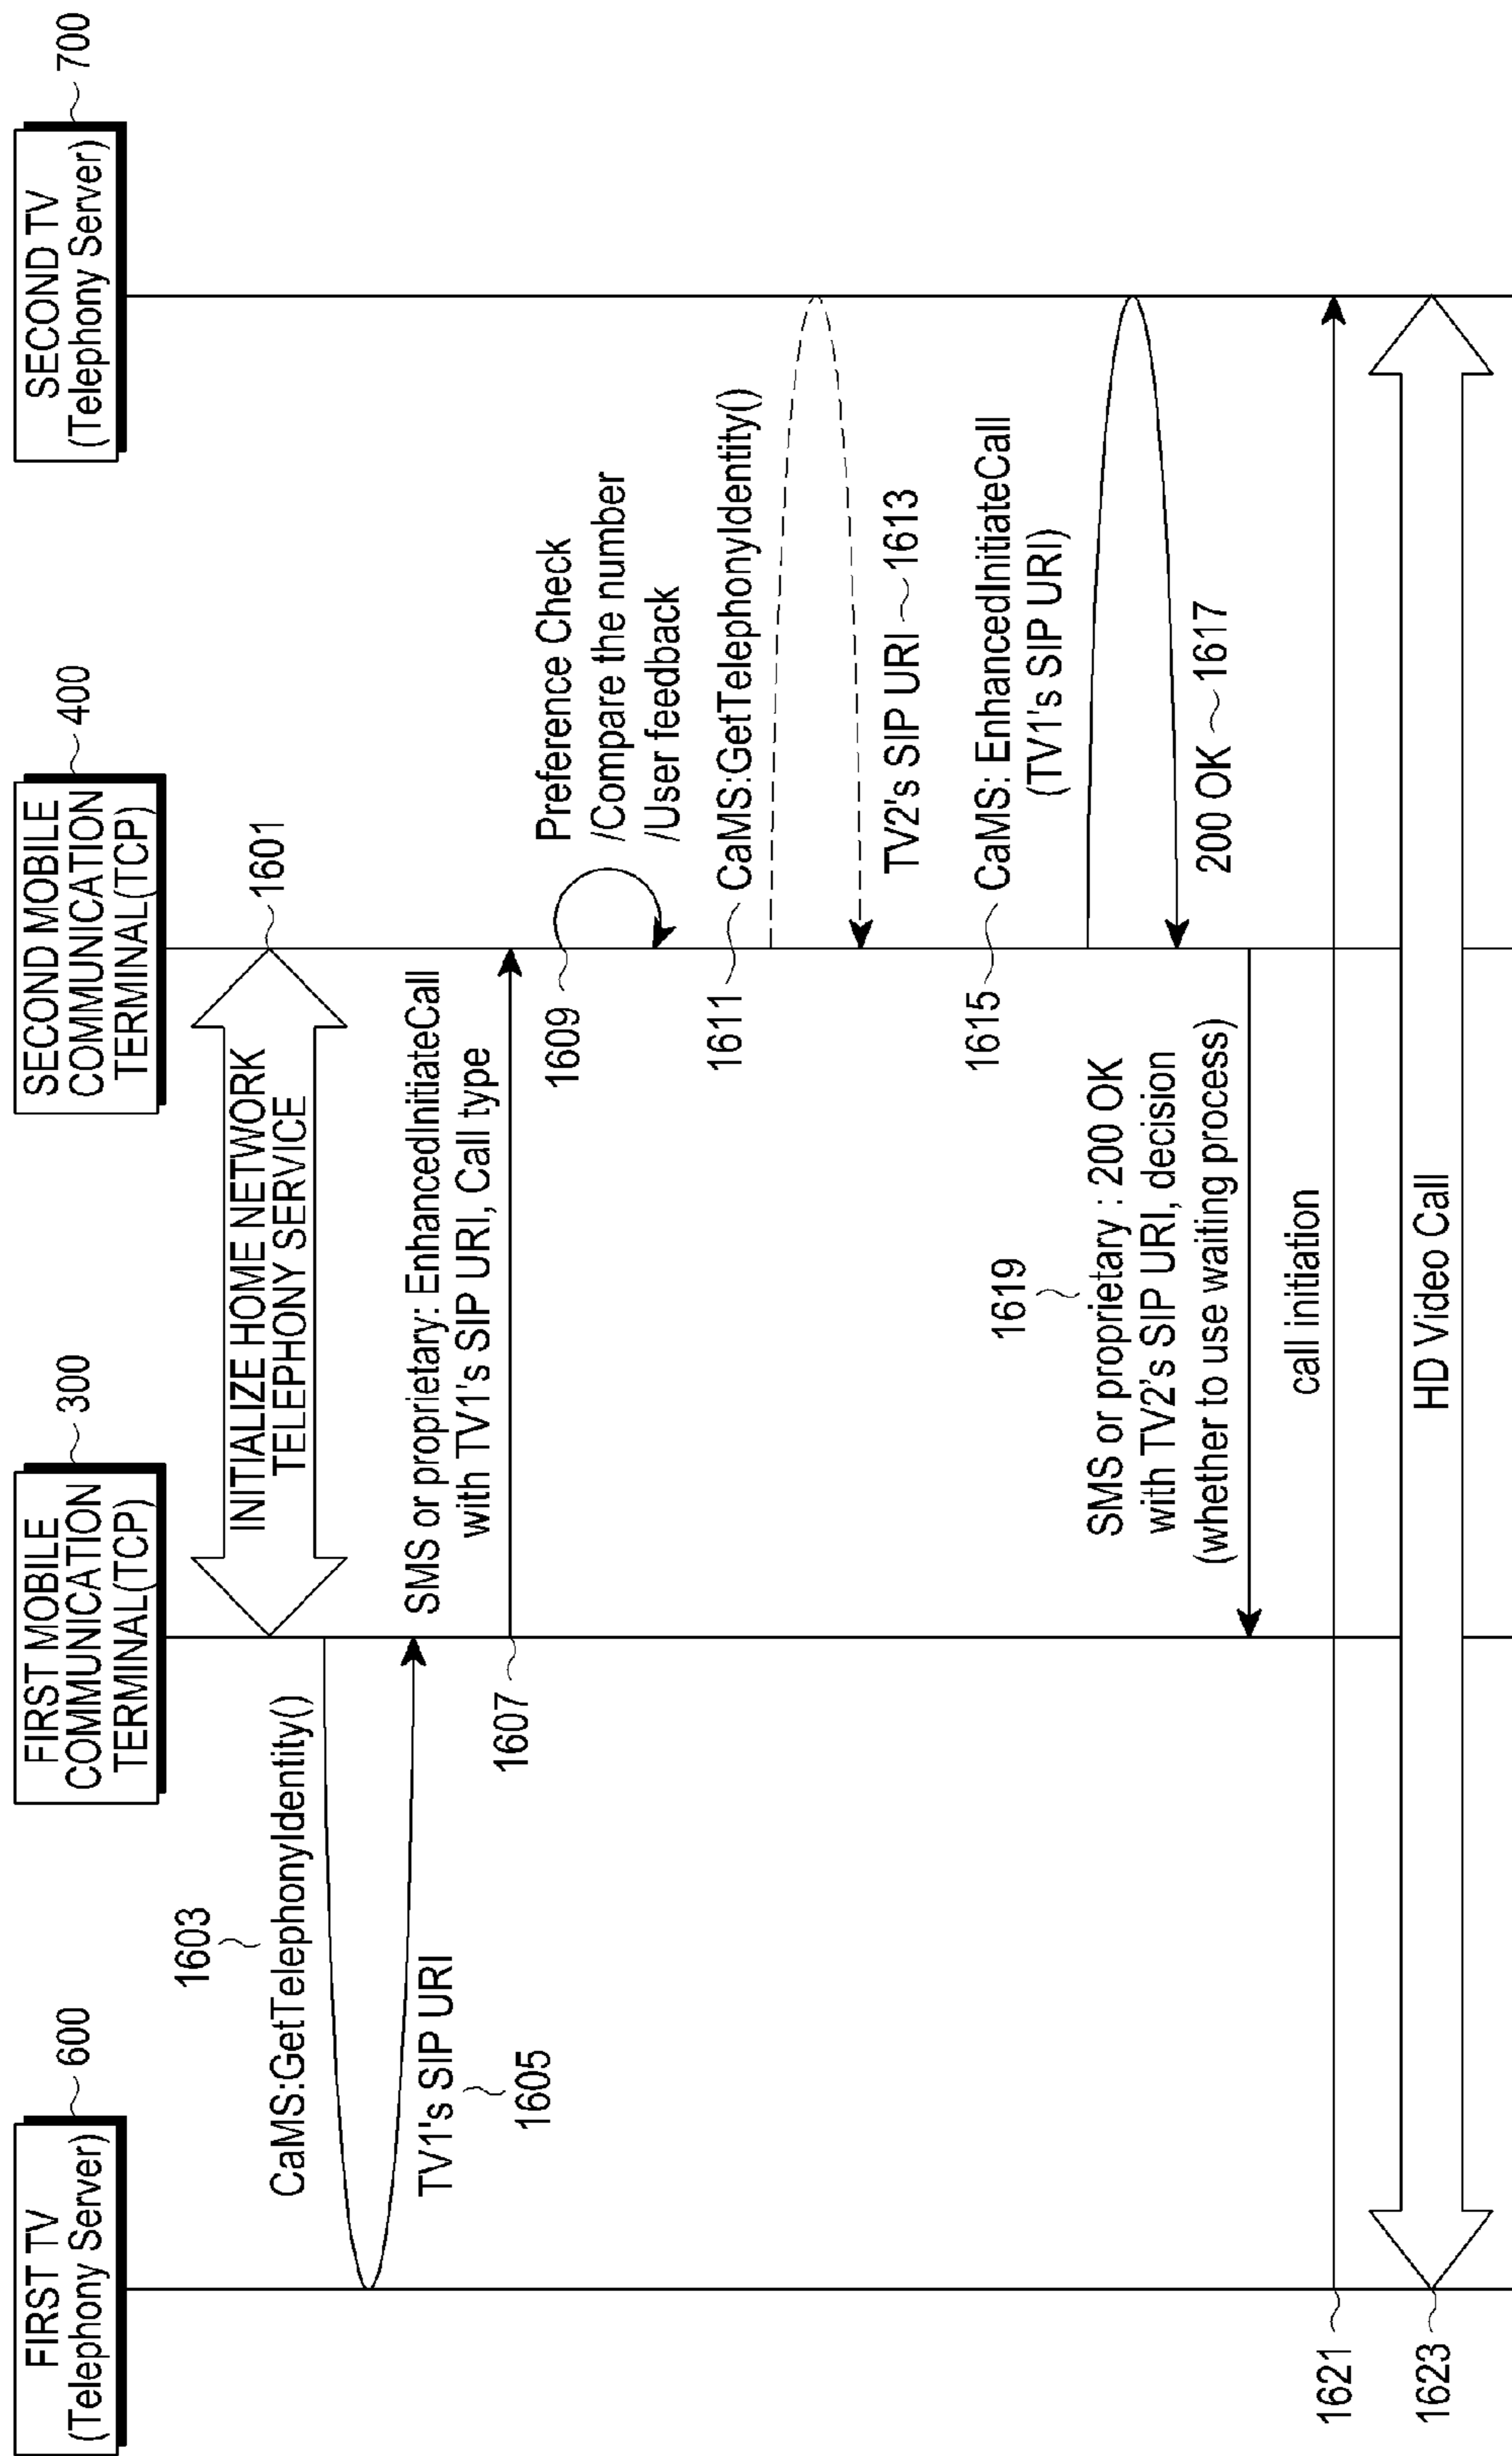 FIRST TV
(Telephony Server)
600
FIRST MOBILE
COMMUNICATION
TERMINAL(TCP)
300
SECOND MOBILE
COMMUNICATION
TERMINAL(TCP)
400
SECOND TV
(Telephony Server)
700
INITIALIZE HOME NETWORK
TELEPHONY SERVICE
1601
1603
CaMS:GetTelephonyIdentity()
TV1's SIP URI
1605
SMS or proprietary: EnhancedInitiateCall
with TV1's SIP URI, Call type
1607
1609
Preference Check
/Compare the number
/User feedback
1611
CaMS:GetTelephonyIdentity()
TV2's SIP URI
1613
1615
CaMS: EnhancedInitiateCall
(TV1's SIP URI)
200 OK
1617
1619
SMS or proprietary : 200 OK
with TV2's SIP URI, decision
(whether to use waiting process)
call initiation
1621
HD Video Call
1623